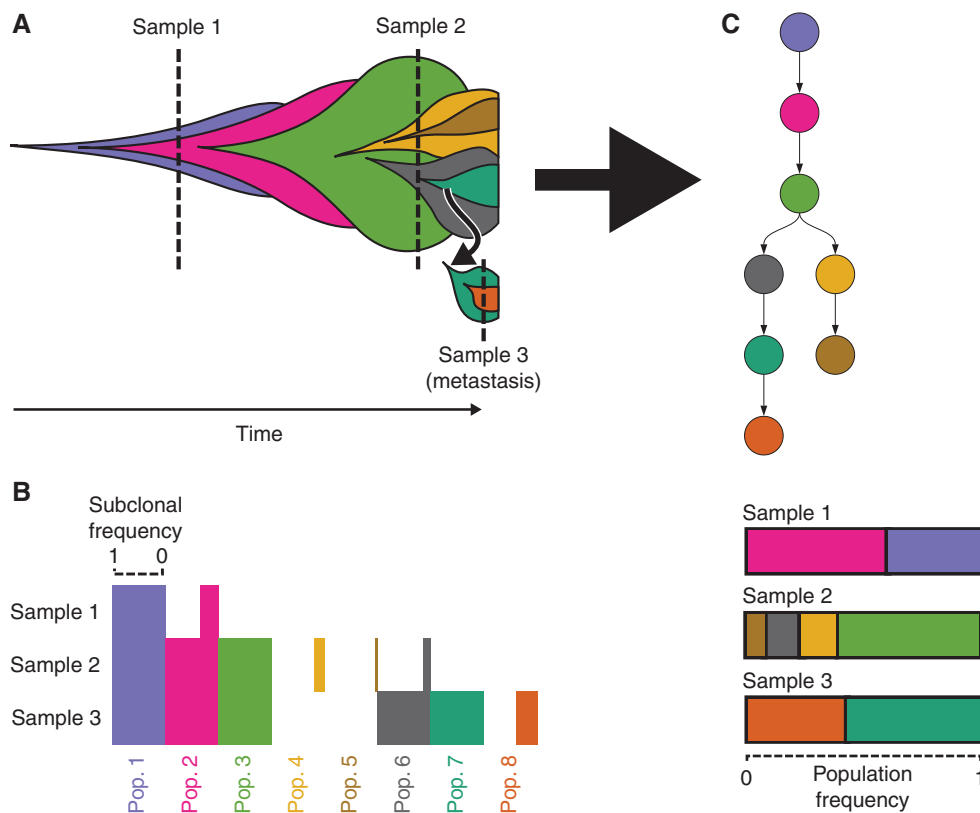 A
Sample 1
Sample 2
Sample 3
(metastasis)
Time
B
Subclonal
frequency
1 0
Sample 1
Sample 2
Sample 3
Pop. 1
Pop. 2
Pop. 3
Pop. 4
Pop. 5
Pop. 6
Pop. 7
Pop. 8
C
Sample 1
Sample 2
Sample 3
0 1
Population
frequency